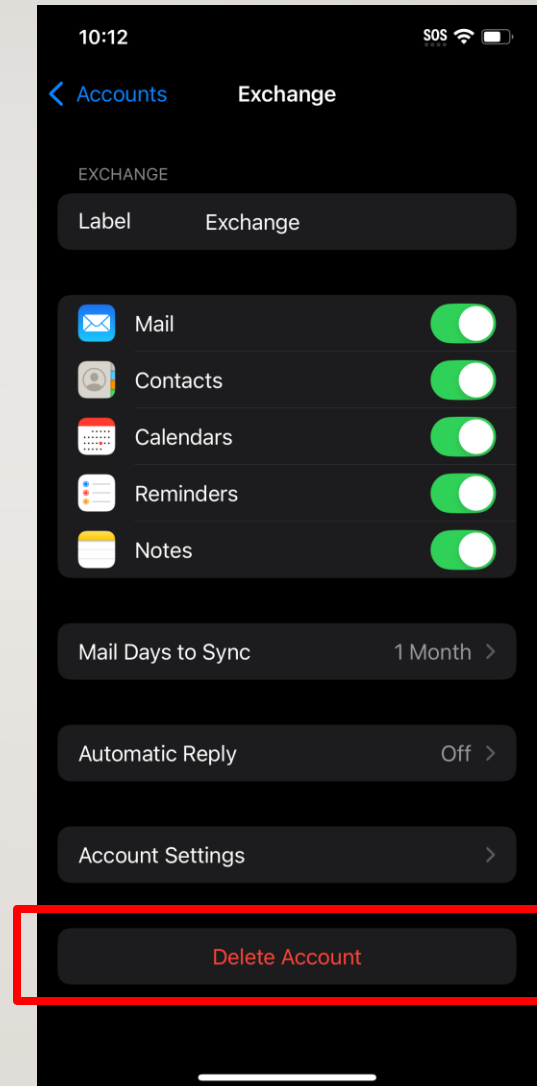 10:12 SOS
Accounts Exchange
EXCHANGE
Label Exchange
Mail
Contacts
Calendars
Reminders
Notes
Mail Days to Sync 1 Month
Automatic Reply Off
Account Settings
Delete Account